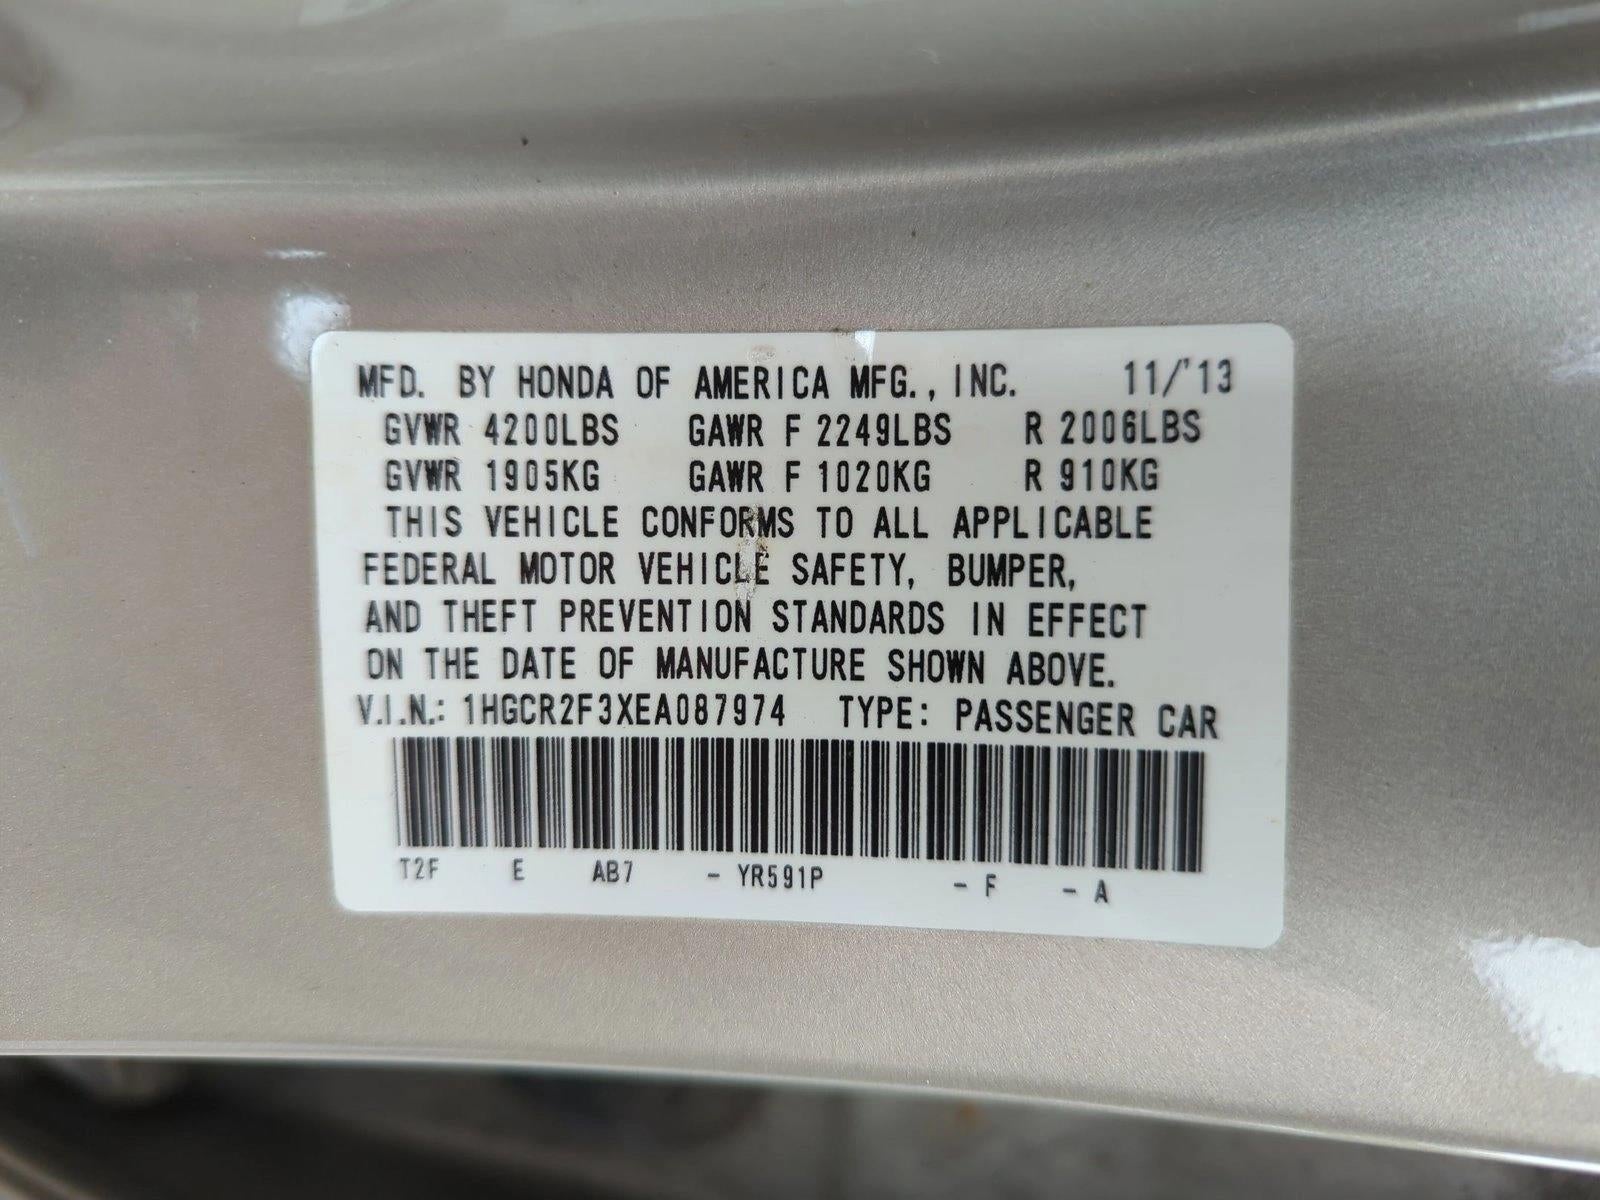 MFD. BY HONDA OF AMERICA MFG., INC. 11/'13
GVWR 4200LBS GAWR F 2249LBS R 2006LBS
GVWR 1905KG GAWR F 1020KG R 910KG
THIS VEHICLE CONFORMS TO ALL APPLICABLE
FEDERAL MOTOR VEHICLE SAFETY, BUMPER,
AND THEFT PREVENTION STANDARDS IN EFFECT
ON THE DATE OF MANUFACTURE SHOWN ABOVE.
V.I.N.: 1HGCR2F3XEA087974 TYPE: PASSENGER CAR
T2F E AB7 - YR591P - F - A